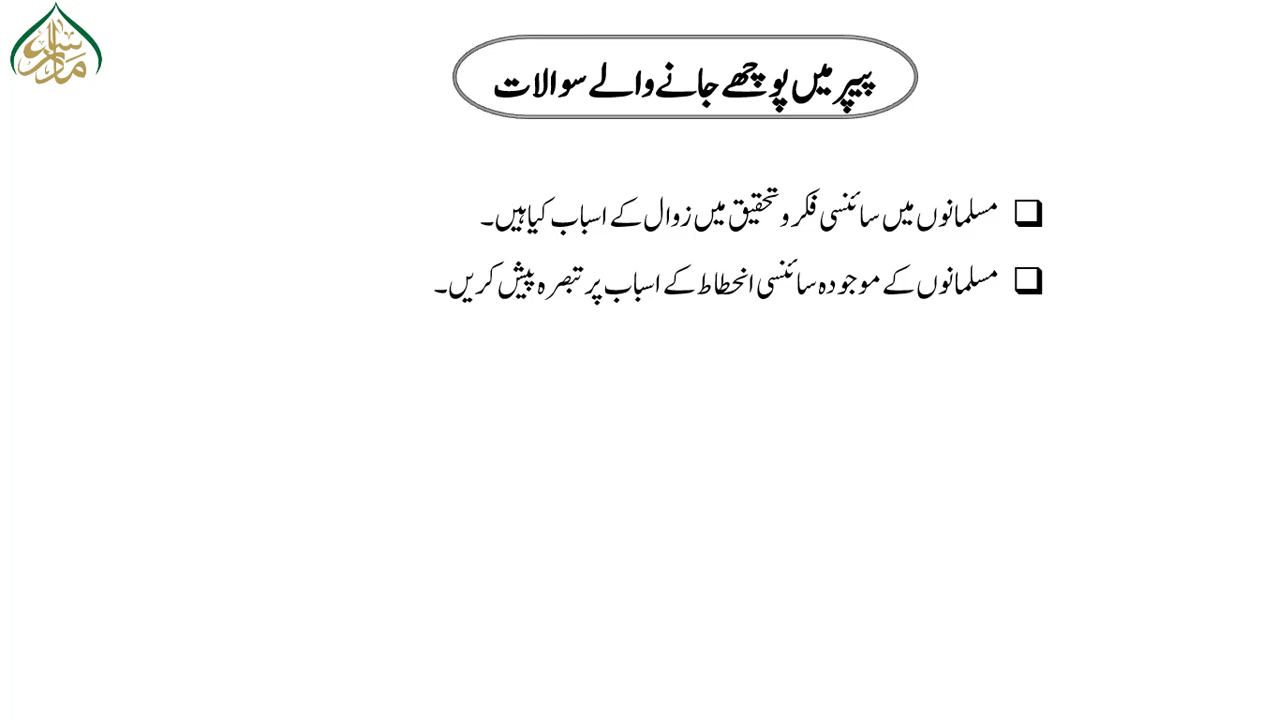 پیپر میں پوچھے جانے والے سوالات
مسلمانوں میں سائنسی فکر و تحقیق میں زوال کے اسباب کیا ہیں۔
مسلمانوں کے موجودہ سائنسی انحطاط کے اسباب پر تبصرہ پیش کریں۔